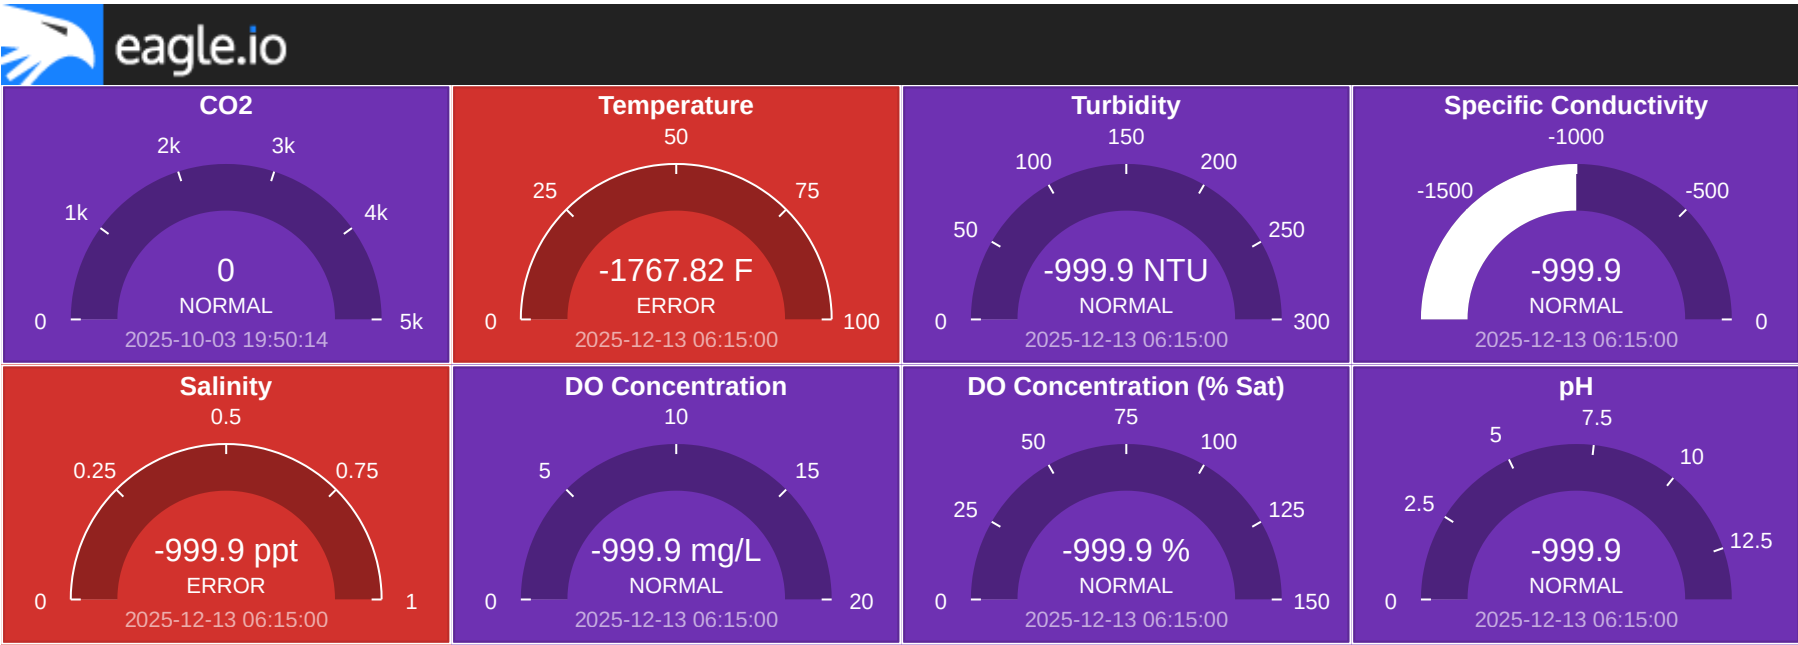 eagle.io
CO2
2k
3k
1k
4k
0
NORMAL
0
5k
2025-10-03 19:50:14
Temperature
50
25
75
-1767.82 F
ERROR
0
100
2025-12-13 06:15:00
Turbidity
150
100
200
50
250
-999.9 NTU
NORMAL
0
300
2025-12-13 06:15:00
Specific Conductivity
-1000
-1500
-500
-999.9
NORMAL
0
2025-12-13 06:15:00
Salinity
0.5
0.25
0.75
-999.9 ppt
ERROR
0
1
2025-12-13 06:15:00
DO Concentration
10
5
15
-999.9 mg/L
NORMAL
0
20
2025-12-13 06:15:00
DO Concentration (% Sat)
75
50
100
25
125
-999.9 %
NORMAL
0
150
2025-12-13 06:15:00
pH
7.5
5
10
2.5
12.5
-999.9
NORMAL
0
2025-12-13 06:15:00